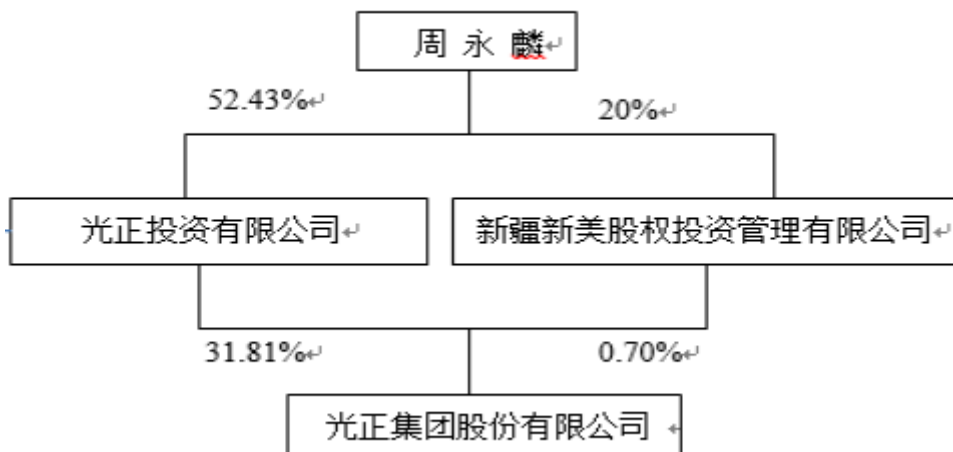 周 永 麟
52.43%
20%
光正投资有限公司
新疆新美股权投资管理有限公司
31.81%
0.70%
光正集团股份有限公司